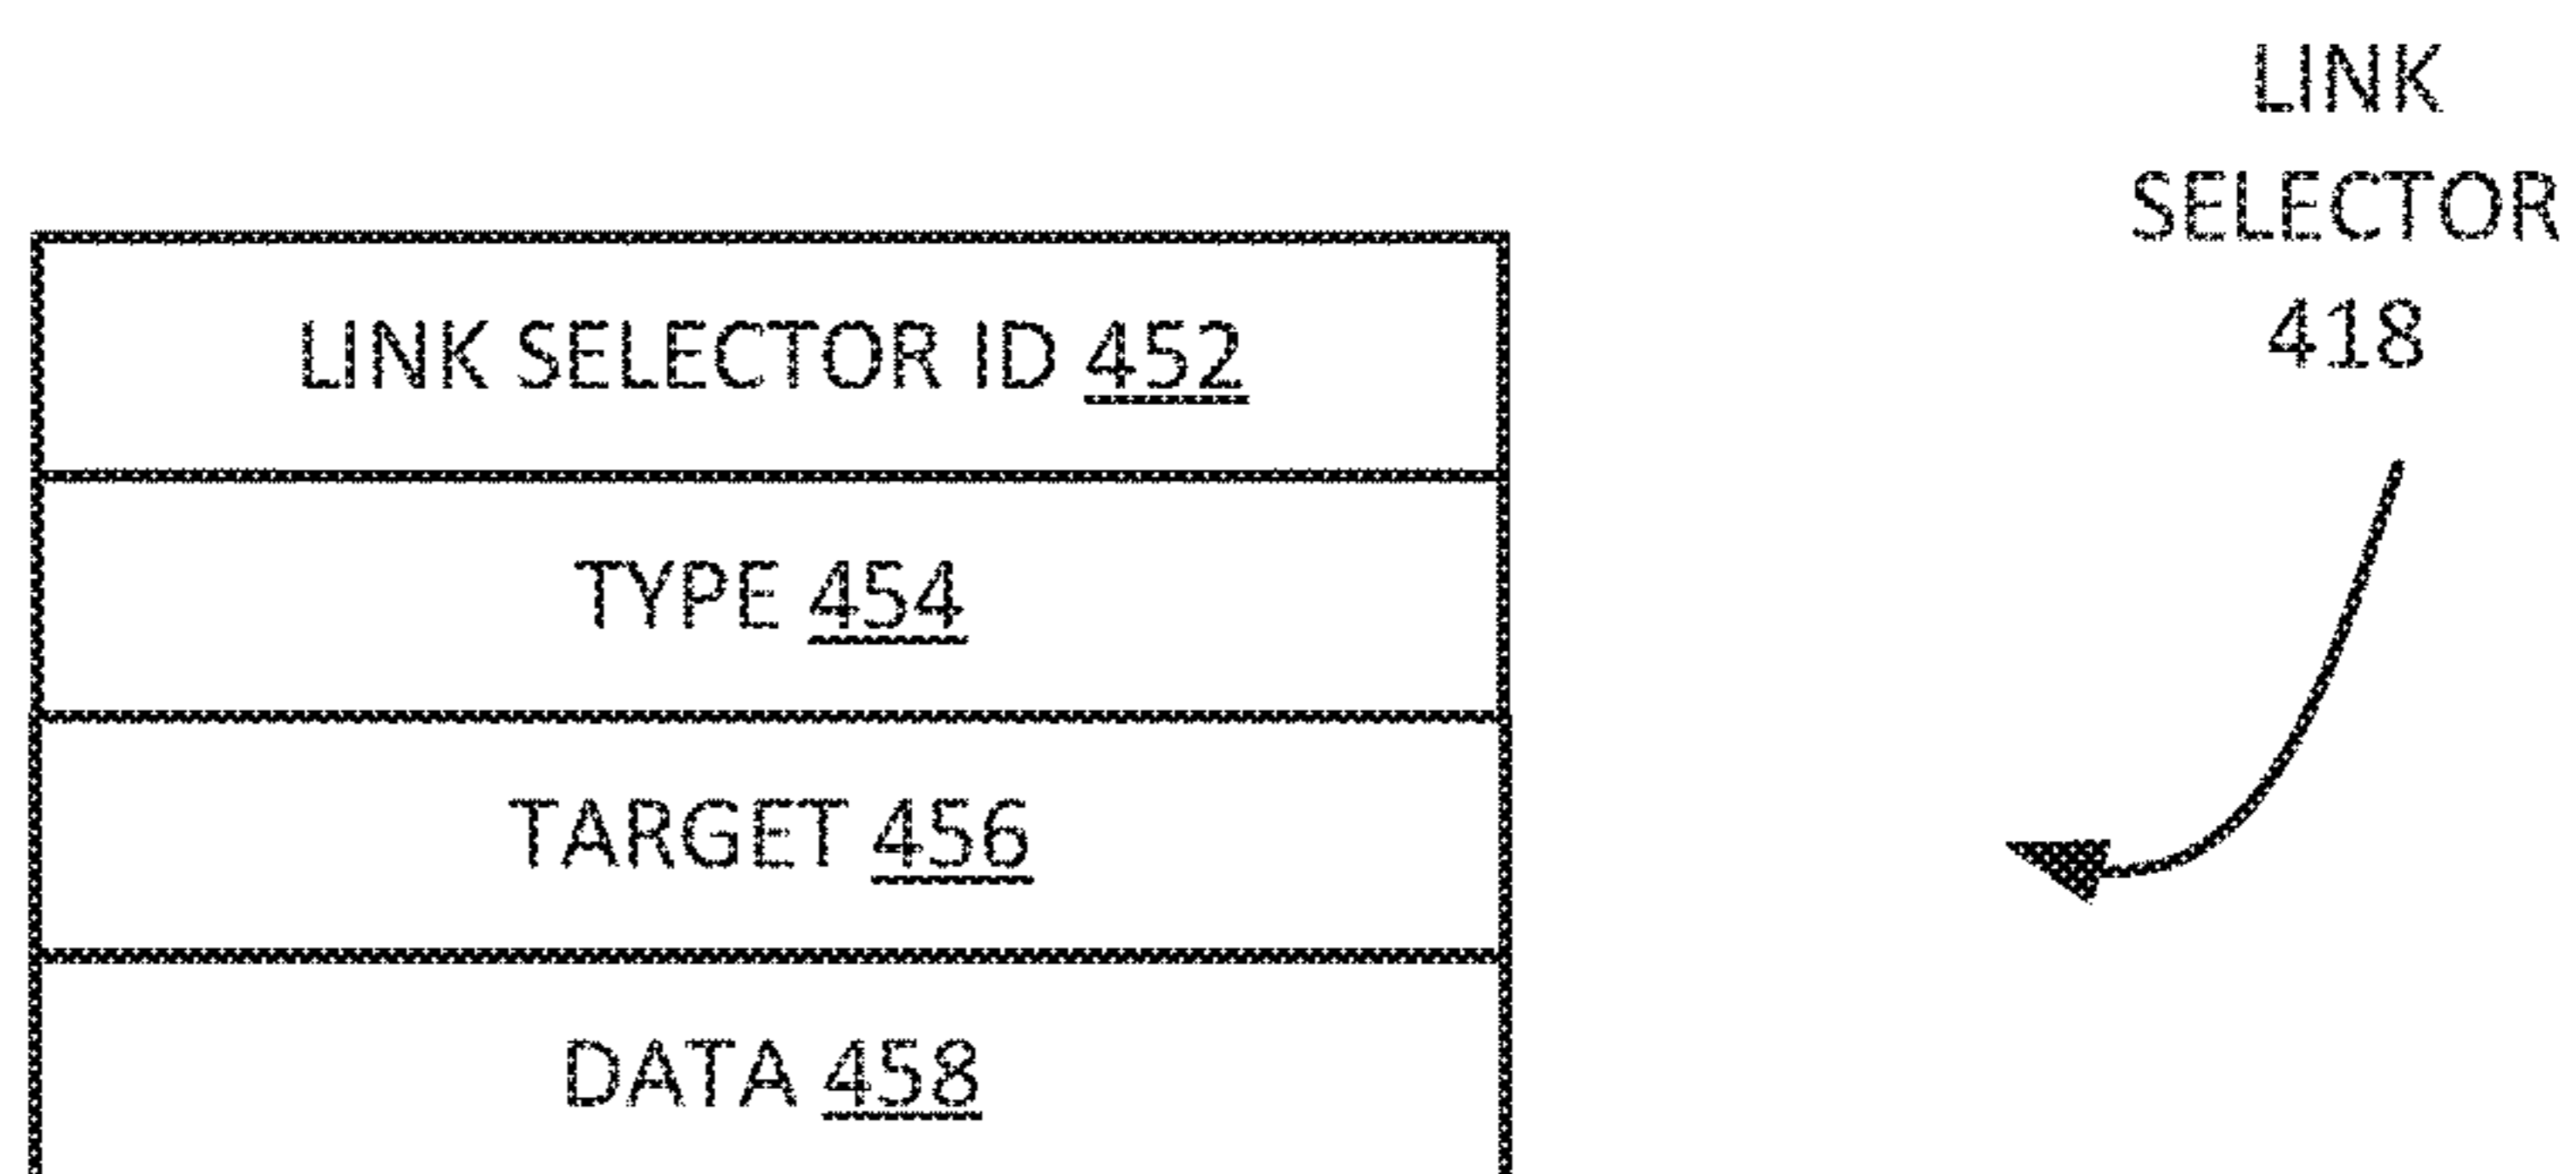 LINK
SELECTOR
418
LINK SELECTOR ID 452
TYPE 454
TARGET 456
DATA 458